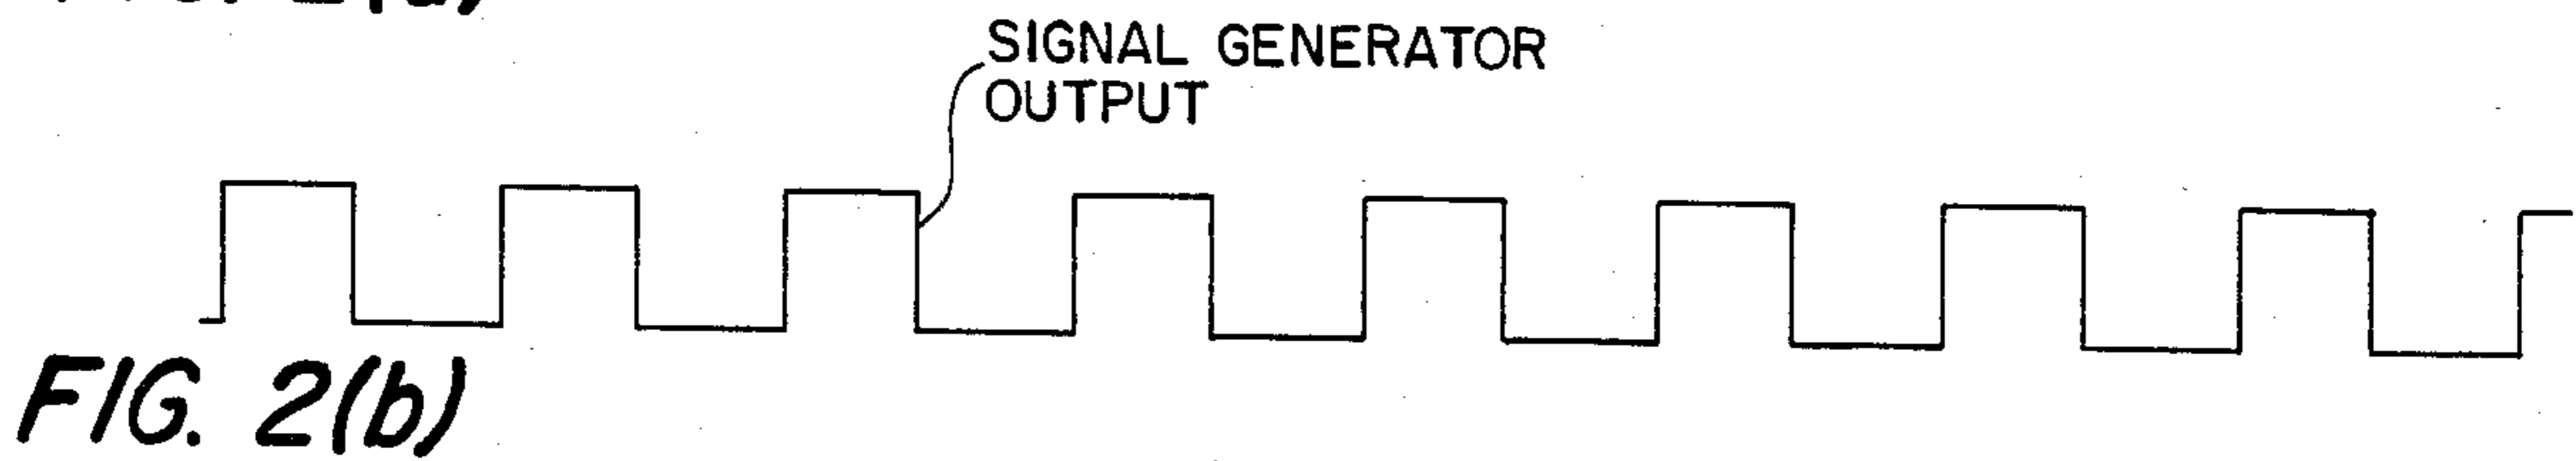 SIGNAL GENERATOR
OUTPUT
FIG. 2(b)